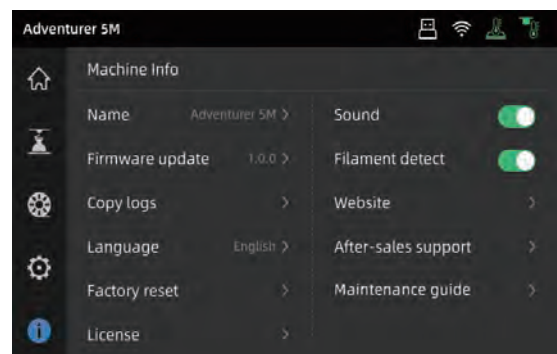 Adventurer 5M
Machine Info
Name Adventurer 5M >
Firmware update 1.0.0 >
Copy logs >
Language English >
Factory reset >
License >
Sound
Filament detect
Website >
After-sales support >
Maintenance guide >